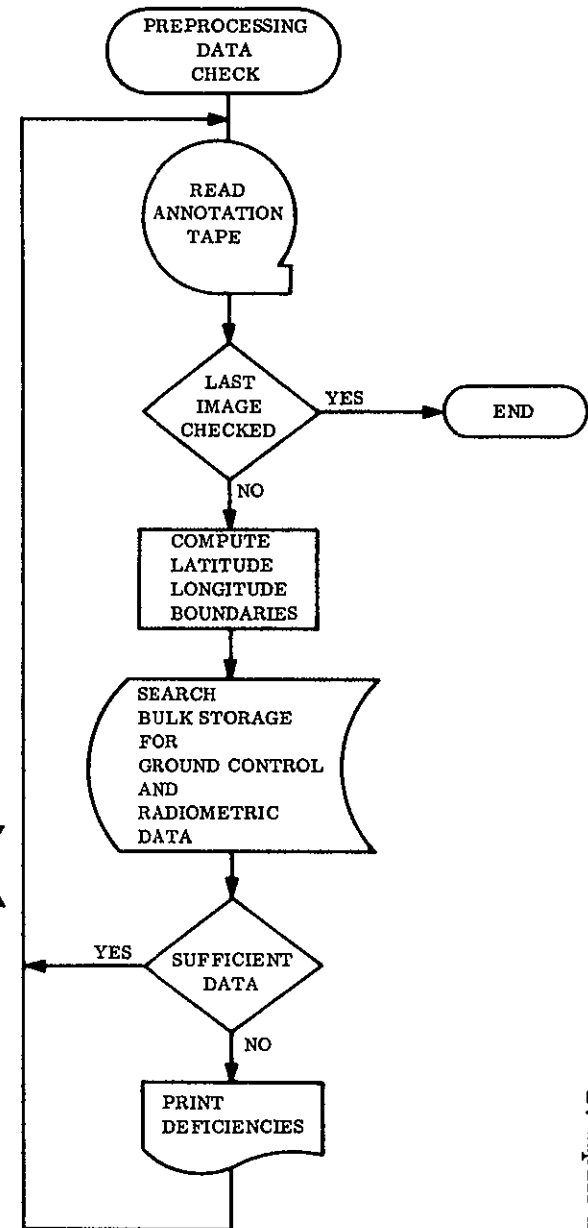 PREPROCESSING
DATA
CHECK
READ
ANNOTATION
TAPE
LAST
IMAGE
CHECKED
YES
END
NO
COMPUTE
LATITUDE
LONGITUDE
BOUNDARIES
SEARCH
BULK STORAGE
FOR
GROUND CONTROL
AND
RADIOMETRIC
DATA
YES
SUFFICIENT
DATA
NO
PRINT
DEFICIENCIES